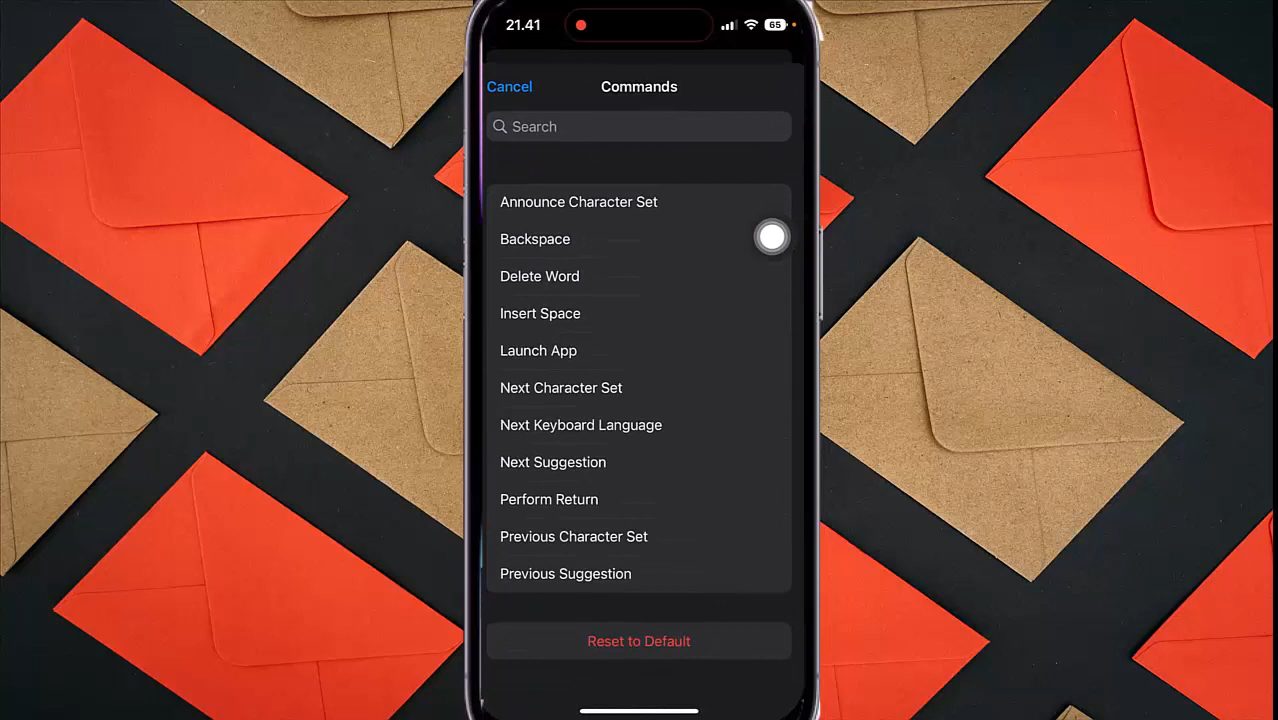 21.41
65
Cancel
Commands
Search
Announce Character Set
Backspace
Delete Word
Insert Space
Launch App
Next Character Set
Next Keyboard Language
Next Suggestion
Perform Return
Previous Character Set
Previous Suggestion
Reset to Default